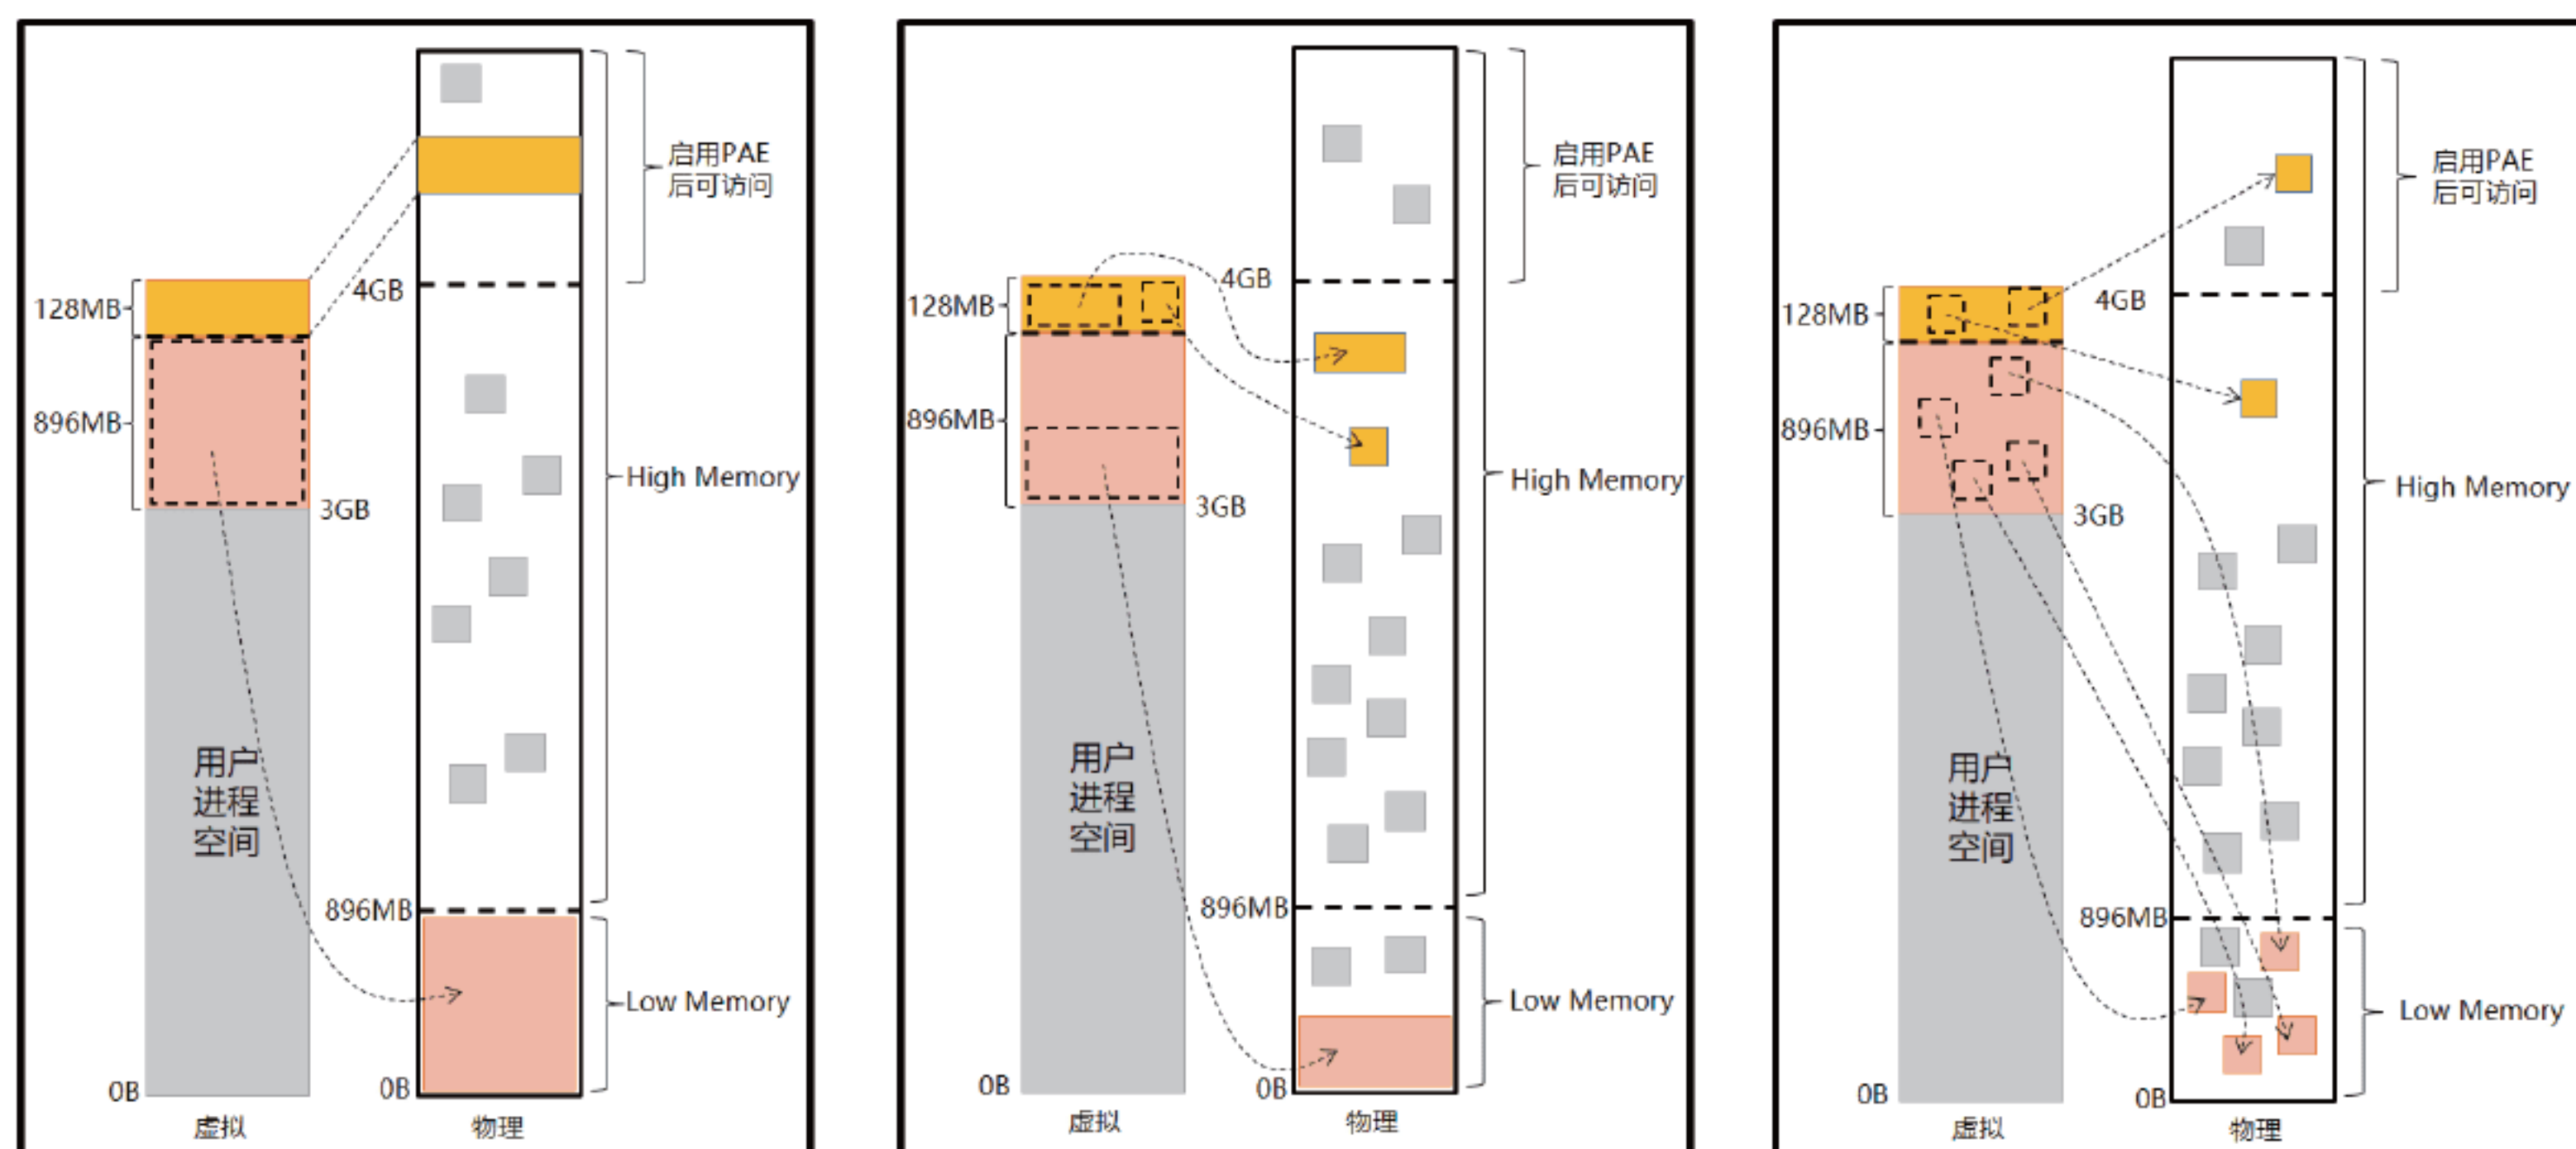 启用PAE
后可访问
4GB
128MB
896MB
High Memory
3GB
用户
进程
空间
896MB
Low Memory
0B
0B
虚拟
物理
启用PAE
后可访问
4GB
128MB
896MB
High Memory
3GB
用户
进程
空间
896MB
Low Memory
0B
0B
虚拟
物理
启用PAE
后可访问
4GB
128MB
896MB
High Memory
3GB
用户
进程
空间
896MB
Low Memory
0B
0B
虚拟
物理